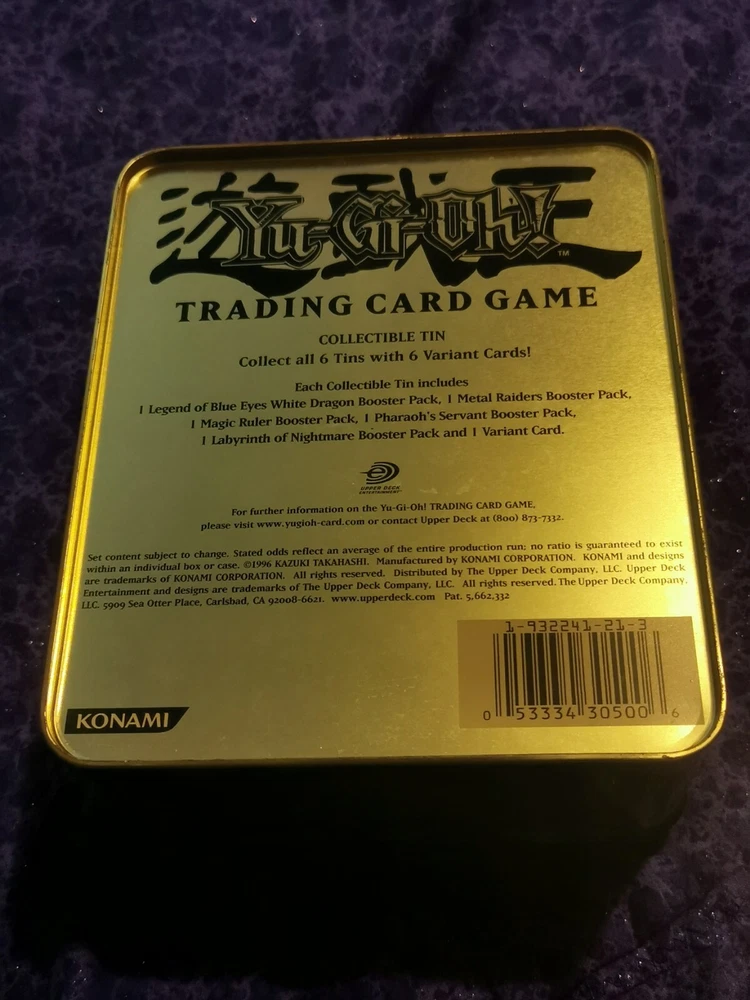 遊戯王
Yu-Gi-Oh!
TM
TRADING CARD GAME
COLLECTIBLE TIN
Collect all 6 Tins with 6 Variant Cards!
Each Collectible Tin includes
1 Legend of Blue Eyes White Dragon Booster Pack, 1 Metal Raiders Booster Pack,
1 Magic Ruler Booster Pack, 1 Pharaoh's Servant Booster Pack,
1 Labyrinth of Nightmare Booster Pack and 1 Variant Card.
UPPER DECK
ENTERTAINMENT
For further information on the Yu-Gi-Oh! TRADING CARD GAME,
please visit www.yugioh-card.com or contact Upper Deck at (800) 873-7332.
Set content subject to change. Stated odds reflect an average of the entire production run; no ratio is guaranteed to exist
within an individual box or case. ©1996 KAZUKI TAKAHASHI. Manufactured by KONAMI CORPORATION. KONAMI and designs
are trademarks of KONAMI CORPORATION. All rights reserved. Distributed by The Upper Deck Company, LLC. Upper Deck
Entertainment and designs are trademarks of The Upper Deck Company, LLC. All rights reserved. The Upper Deck Company,
LLC. 5909 Sea Otter Place, Carlsbad, CA 92008-6621. www.upperdeck.com Pat. 5,662,332
1-932241-21-3
0 53334 30500 6
KONAMI